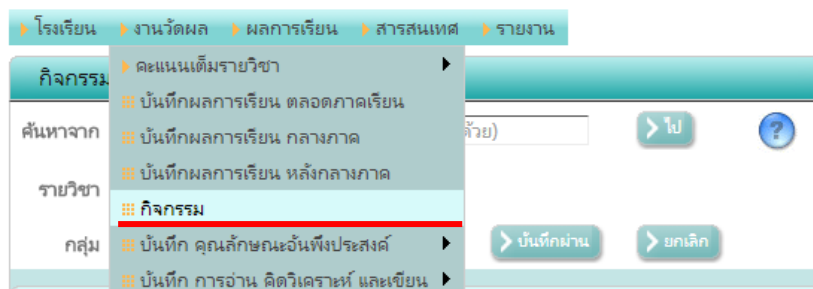 โรงเรียน งานวัดผล ผลการเรียน สารสนเทศ รายงาน
คะแนนเต็มรายวิชา
กิจกรรม
บันทึกผลการเรียน ตลอดภาคเรียน
ค้นหาจาก บันทึกผลการเรียน กลางภาค ด้วย) ไป ?
บันทึกผลการเรียน หลังกลางภาค
รายวิชา
กิจกรรม
กลุ่ม บันทึก คุณลักษณะอันพึงประสงค์ บันทึกผ่าน ยกเลิก
บันทึก การอ่าน คิดวิเคราะห์ และเขียน